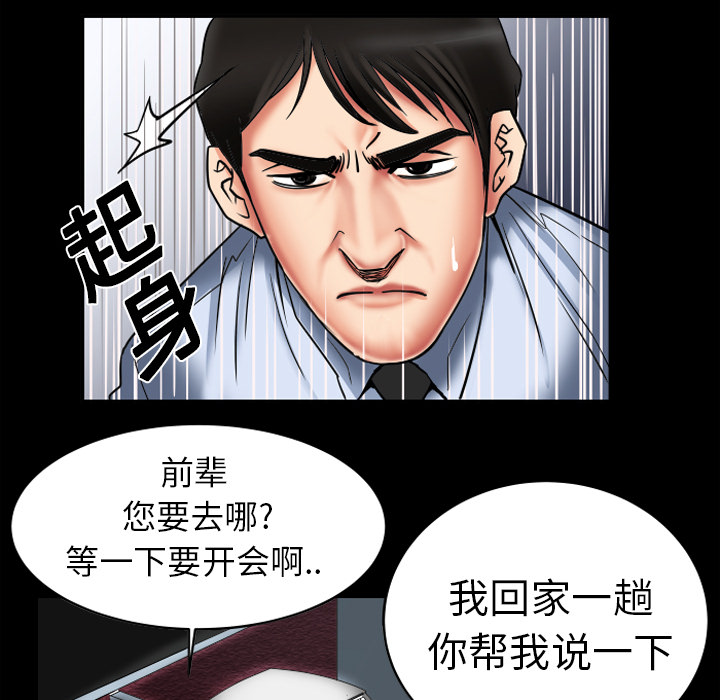 起身
前辈
您要去哪?
等一下要开会啊..
我回家一趟
你帮我说一下